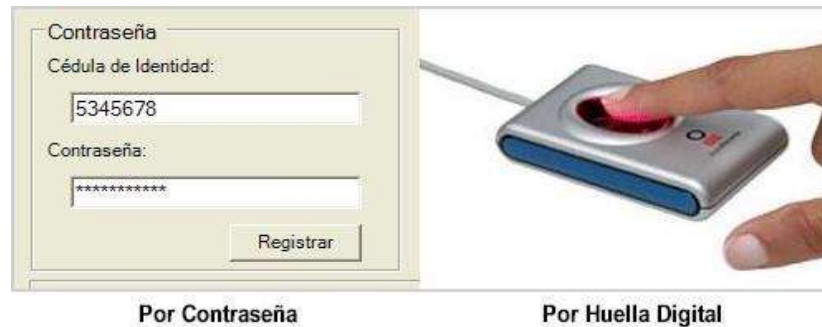 Contraseña
Cédula de Identidad:
5345678
Contraseña:
***********
Registrar
Por Contraseña
Por Huella Digital